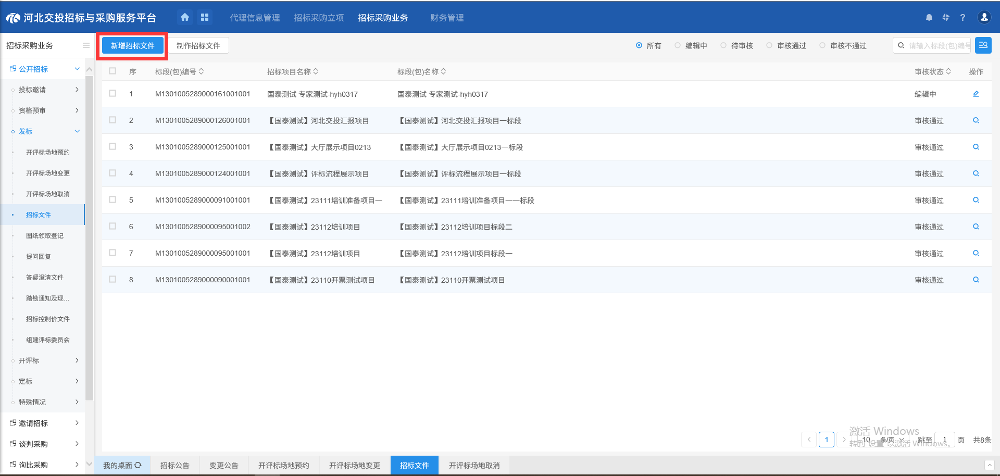 河北交投招标与采购服务平台
代理信息管理 招标采购立项 招标采购业务 财务管理
招标采购业务
新增招标文件 制作招标文件
所有 编辑中 待审核 审核通过 审核不通过
请输入标段(包)编号
公开招标
投标邀请
资格预审
发标
开评标场地预约
开评标场地变更
开评标场地取消
招标文件
图纸领取登记
提问回复
答疑澄清文件
踏勘通知及现...
招标控制价文件
组建评标委员会
开评标
定标
特殊情况
邀请招标
谈判采购
询比采购
序 标段(包)编号 招标项目名称 标段(包)名称 审核状态 操作
1 M1301005289000161001001 国泰测试 专家测试-hyh0317 国泰测试 专家测试-hyh0317 编辑中
2 M1301005289000126001001 【国泰测试】河北交投汇报项目 【国泰测试】河北交投汇报项目一标段 审核通过
3 M1301005289000125001001 【国泰测试】大厅展示项目0213 【国泰测试】大厅展示项目0213一标段 审核通过
4 M1301005289000124001001 【国泰测试】评标流程展示项目 【国泰测试】评标流程展示项目一标段 审核通过
5 M1301005289000091001001 【国泰测试】23111培训准备项目一 【国泰测试】23111培训准备项目一一标段 审核通过
6 M1301005289000095001002 【国泰测试】23112培训项目 【国泰测试】23112培训项目标段二 审核通过
7 M1301005289000095001001 【国泰测试】23112培训项目 【国泰测试】23112培训项目标段一 审核通过
8 M1301005289000090001001 【国泰测试】23110开票测试项目 【国泰测试】23110开票测试项目 审核通过
激活 Windows
转到"设置"以激活 Windows。
1 10 条/页 跳至 1 页 共8条
我的桌面 招标公告 变更公告 开评标场地预约 开评标场地变更 招标文件 开评标场地取消